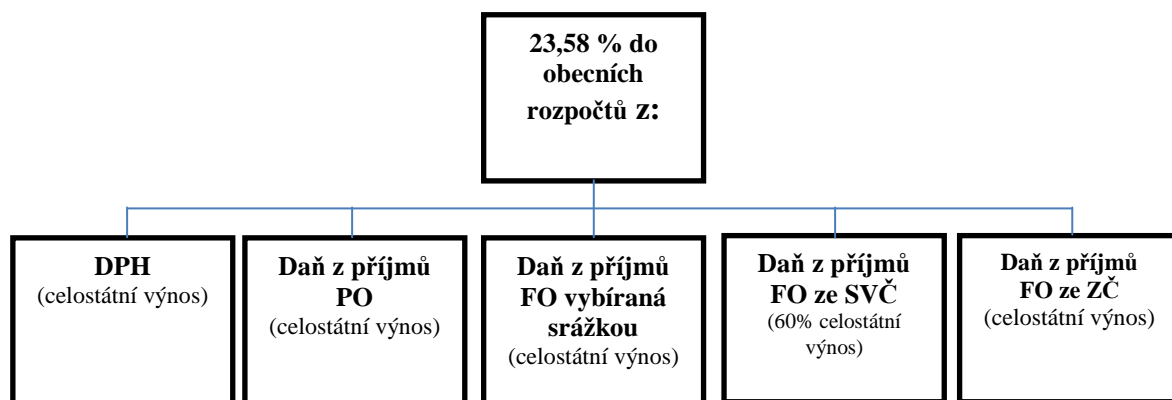 23,58 % do
obecních
rozpočtů z:
DPH
(celostátní výnos)
Daň z příjmů
PO
(celostátní výnos)
Daň z příjmů
FO vybíraná
srážkou
(celostátní výnos)
Daň z příjmů
FO ze SVČ
(60% celostátní
výnos)
Daň z příjmů
FO ze ZČ
(celostátní výnos)